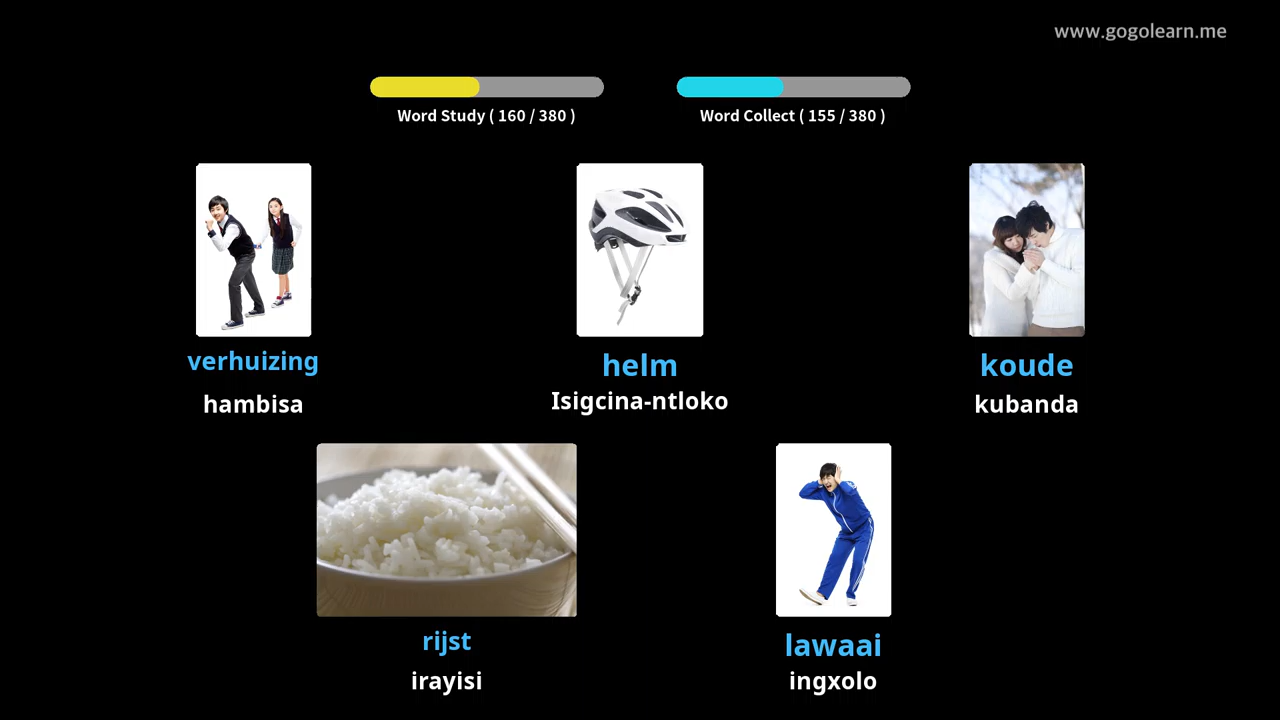 www.gogolearn.me
Word Study ( 160 / 380 )
Word Collect ( 155 / 380 )
verhuizing
hambisa
helm
Isigcina-ntloko
koude
kubanda
rijst
irayisi
lawaai
ingxolo